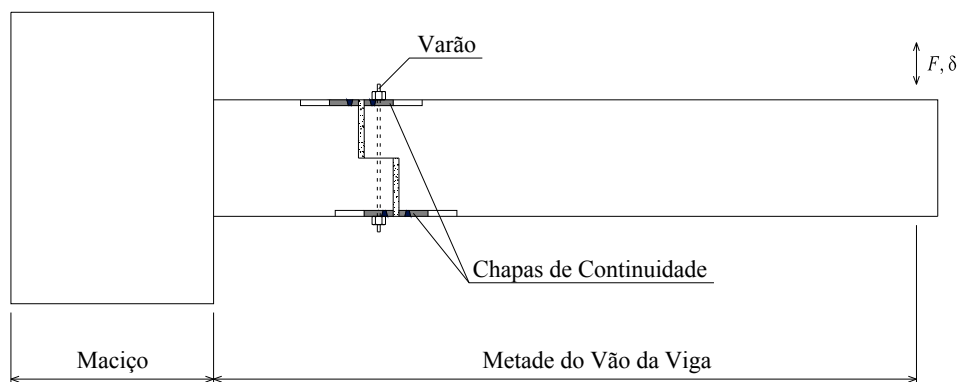 Varão
F, δ
Chapas de Continuidade
Maciço
Metade do Vão da Viga